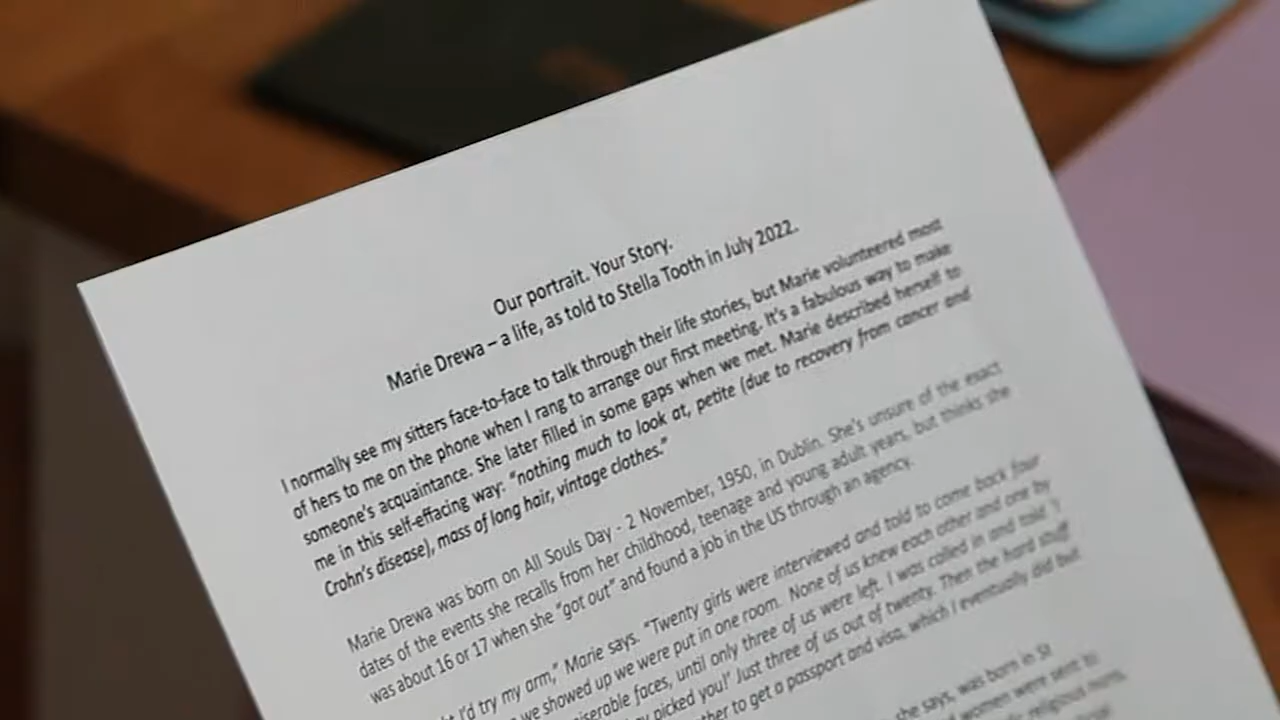 Our portrait. Your Story.
Marie Drewa – a life, as told to Stella Tooth in July 2022.
I normally see my sitters face-to-face to talk through their life stories, but Marie volunteered most
of hers to me on the phone when I rang to arrange our first meeting. It's a fabulous way to make
someone's acquaintance. She later filled in some gaps when we met. Marie described herself to
me in this self-effacing way: "nothing much to look at, petite (due to recovery from cancer and
Crohn's disease), mass of long hair, vintage clothes."
Marie Drewa was born on All Souls Day - 2 November, 1950, in Dublin. She's unsure of the exact
dates of the events she recalls from her childhood, teenage and young adult years, but thinks she
was about 16 or 17 when she "got out" and found a job in the US through an agency.
I'd try my arm," Marie says. "Twenty girls were interviewed and told to come back four
we showed up we were put in one room. None of us knew each other and one by
miserable faces, until only three of us were left. I was called in and told 'I
picked you!' Just three of us out of twenty. Then the hard stuff
to get a passport and visa, which I eventually did but
she says, was born in St
women were sent to
religious